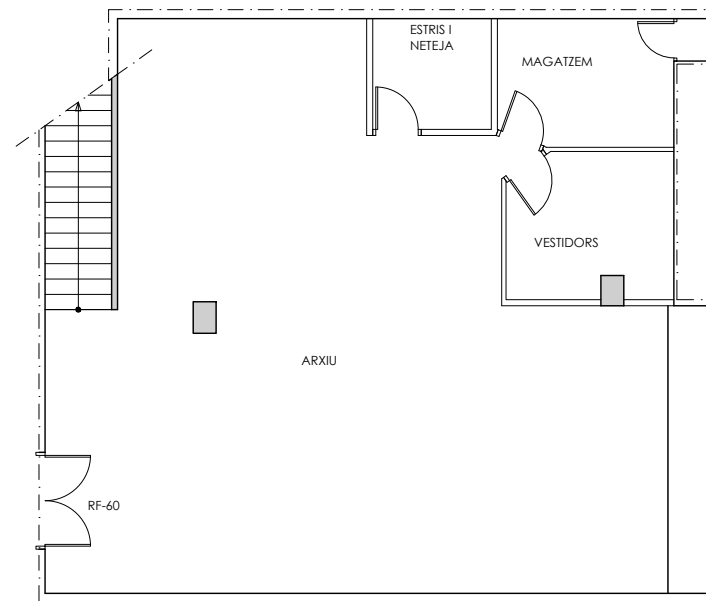 ESTRIS I
NETEJA
MAGATZEM
VESTIDORS
ARXIU
RF-60